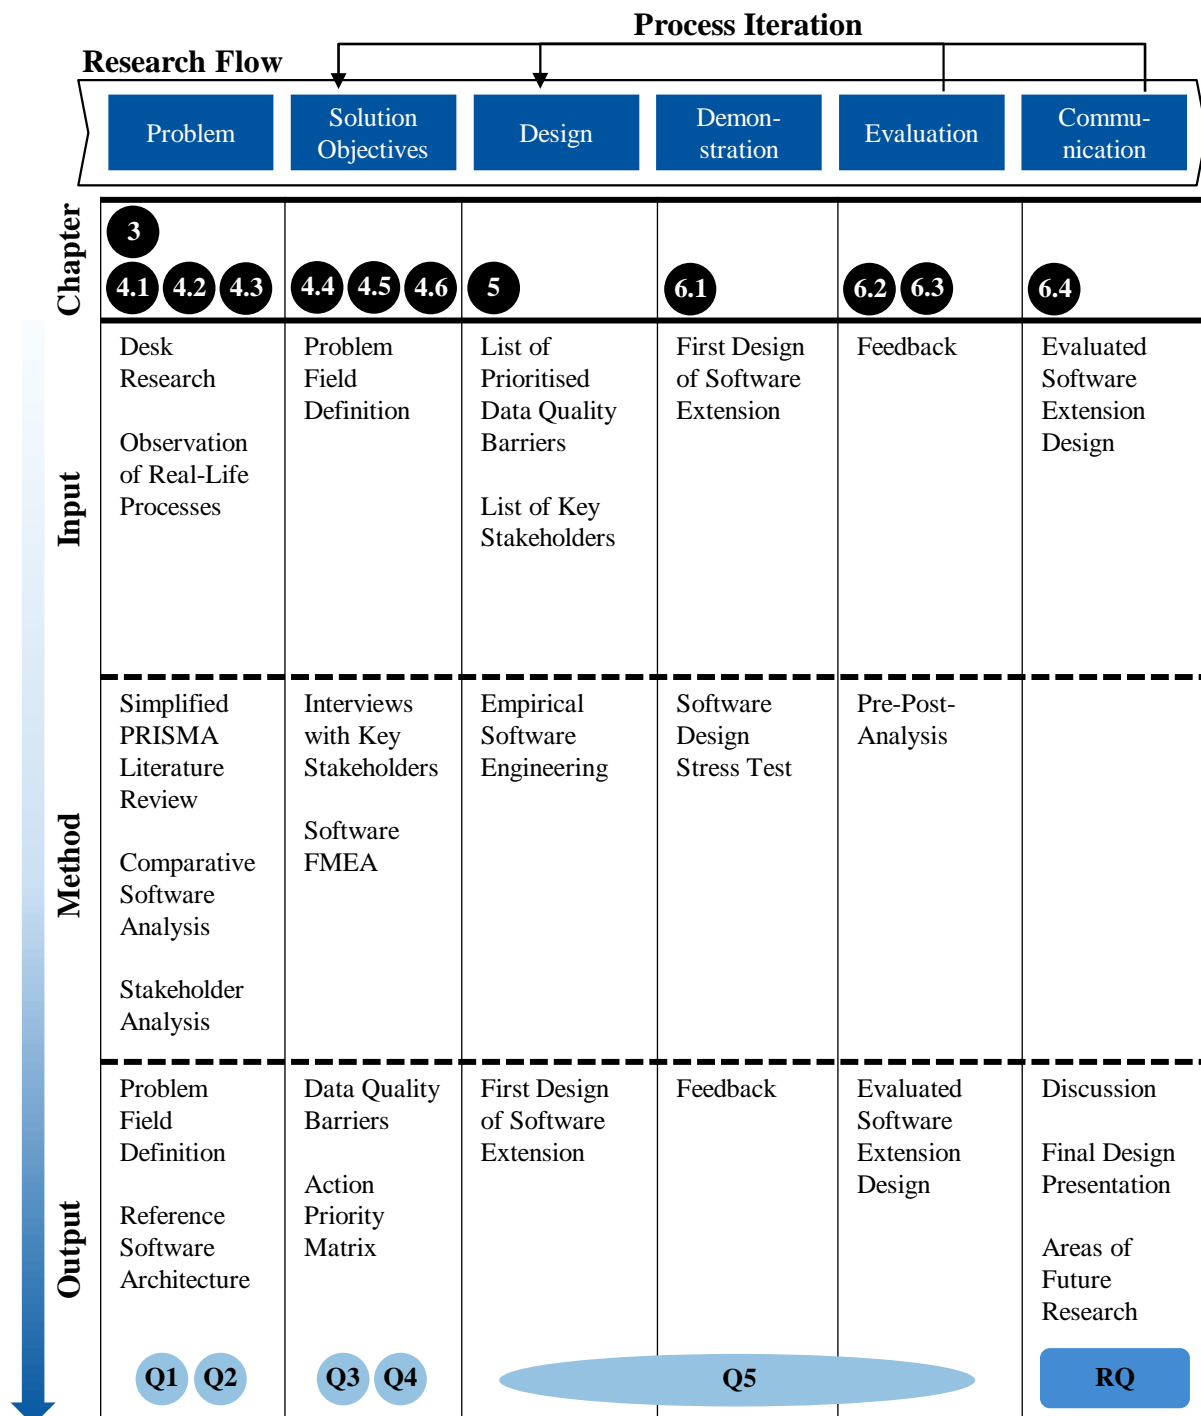 Process Iteration
Research Flow
Problem
Solution
Objectives
Design
Demon-
stration
Evaluation
Commu-
nication
Chapter
3
4.1 4.2 4.3
4.4 4.5 4.6
5
6.1
6.2 6.3
6.4
Input
Desk
Research
Observation
of Real-Life
Processes
Problem
Field
Definition
List of
Prioritised
Data Quality
Barriers
List of Key
Stakeholders
First Design
of Software
Extension
Feedback
Evaluated
Software
Extension
Design
Method
Simplified
PRISMA
Literature
Review
Comparative
Software
Analysis
Stakeholder
Analysis
Interviews
with Key
Stakeholders
Software
FMEA
Empirical
Software
Engineering
Software
Design
Stress Test
Pre-Post-
Analysis
Output
Problem
Field
Definition
Reference
Software
Architecture
Data Quality
Barriers
Action
Priority
Matrix
First Design
of Software
Extension
Feedback
Evaluated
Software
Extension
Design
Discussion
Final Design
Presentation
Areas of
Future
Research
Q1 Q2
Q3 Q4
Q5
RQ